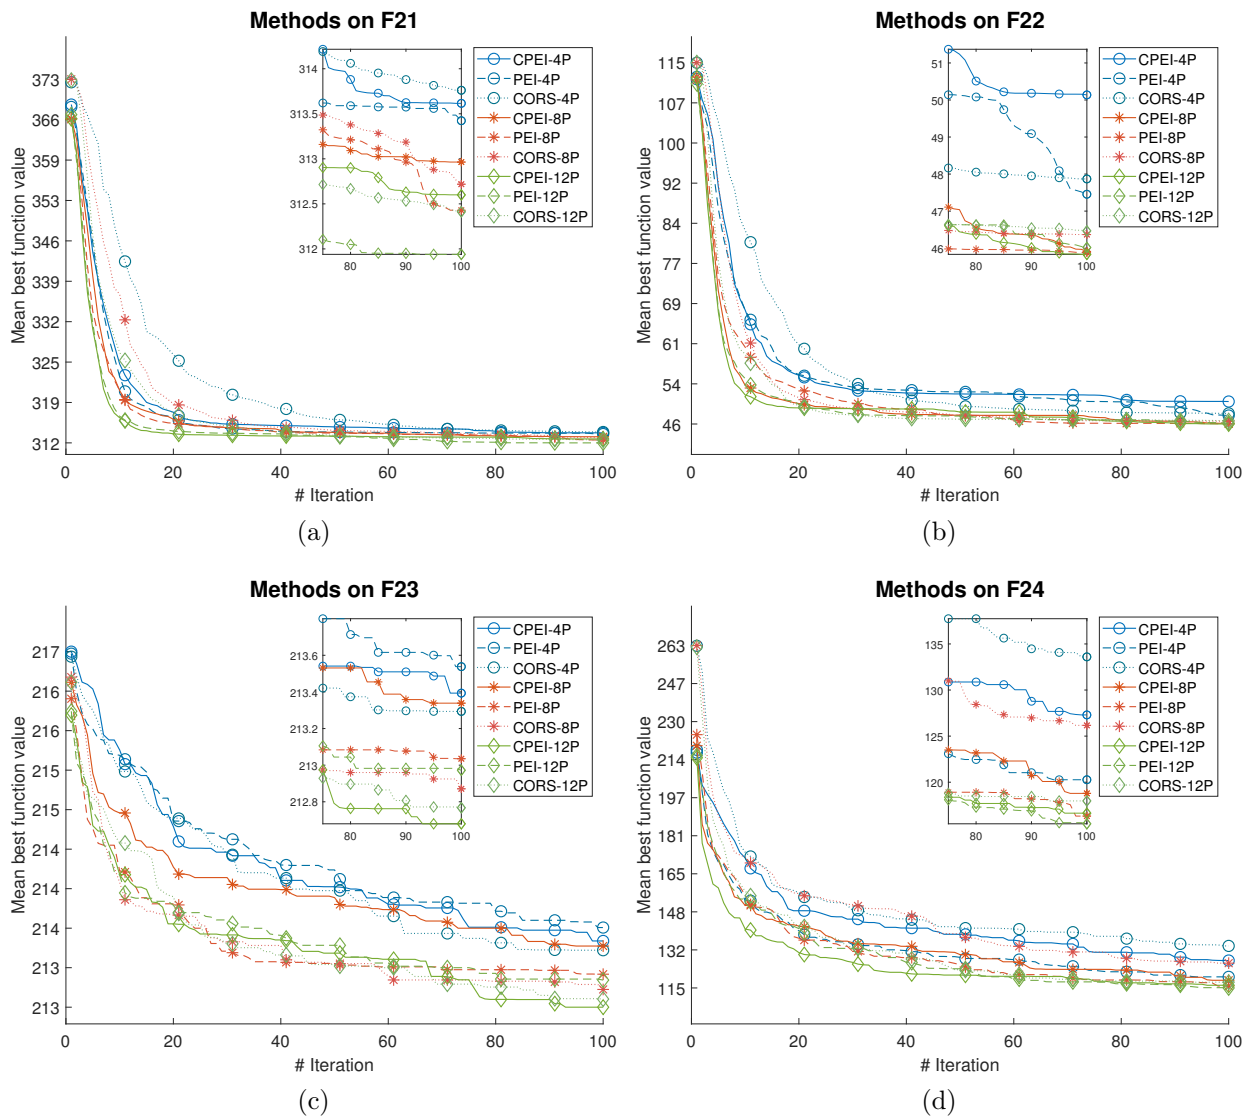 Methods on F21
Mean best function value
373
366
359
353
346
339
332
325
319
312
0
20
40
60
80
100
# Iteration
314
313.5
313
312.5
312
80
90
100
CPEI-4P
PEI-4P
CORS-4P
CPEI-8P
PEI-8P
CORS-8P
CPEI-12P
PEI-12P
CORS-12P
(a)
Methods on F22
Mean best function value
115
107
100
92
84
77
69
61
54
46
0
20
40
60
80
100
# Iteration
51
50
49
48
47
46
80
90
100
CPEI-4P
PEI-4P
CORS-4P
CPEI-8P
PEI-8P
CORS-8P
CPEI-12P
PEI-12P
CORS-12P
(b)
Methods on F23
Mean best function value
217
216
216
215
215
214
214
214
213
213
0
20
40
60
80
100
# Iteration
213.6
213.4
213.2
213
212.8
80
90
100
CPEI-4P
PEI-4P
CORS-4P
CPEI-8P
PEI-8P
CORS-8P
CPEI-12P
PEI-12P
CORS-12P
(c)
Methods on F24
Mean best function value
263
247
230
214
197
181
165
148
132
115
0
20
40
60
80
100
# Iteration
135
130
125
120
80
90
100
CPEI-4P
PEI-4P
CORS-4P
CPEI-8P
PEI-8P
CORS-8P
CPEI-12P
PEI-12P
CORS-12P
(d)